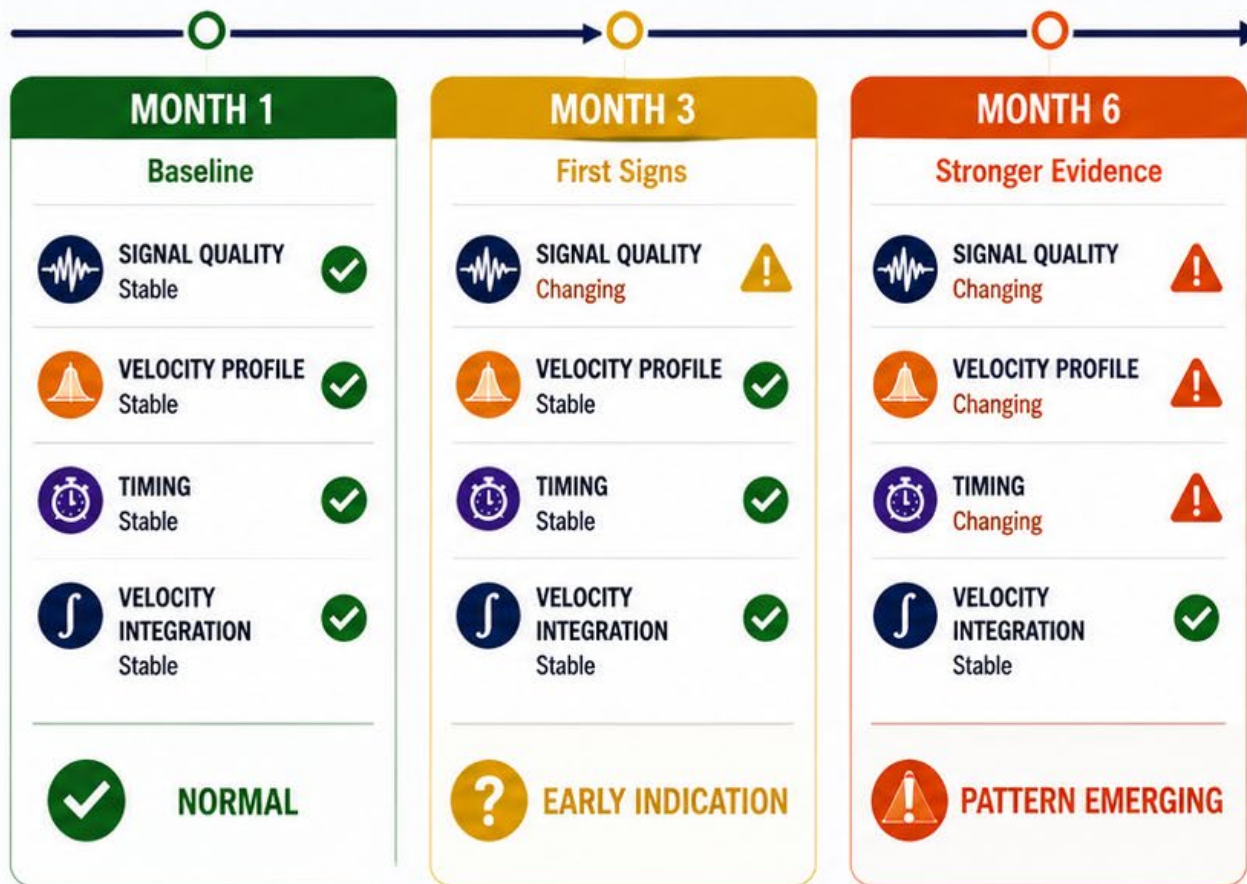 MONTH 1
Baseline
SIGNAL QUALITY
Stable
VELOCITY PROFILE
Stable
TIMING
Stable
VELOCITY
INTEGRATION
Stable
NORMAL
MONTH 3
First Signs
SIGNAL QUALITY
Changing
VELOCITY PROFILE
Stable
TIMING
Stable
VELOCITY
INTEGRATION
Stable
EARLY INDICATION
MONTH 6
Stronger Evidence
SIGNAL QUALITY
Changing
VELOCITY PROFILE
Changing
TIMING
Changing
VELOCITY
INTEGRATION
Stable
PATTERN EMERGING